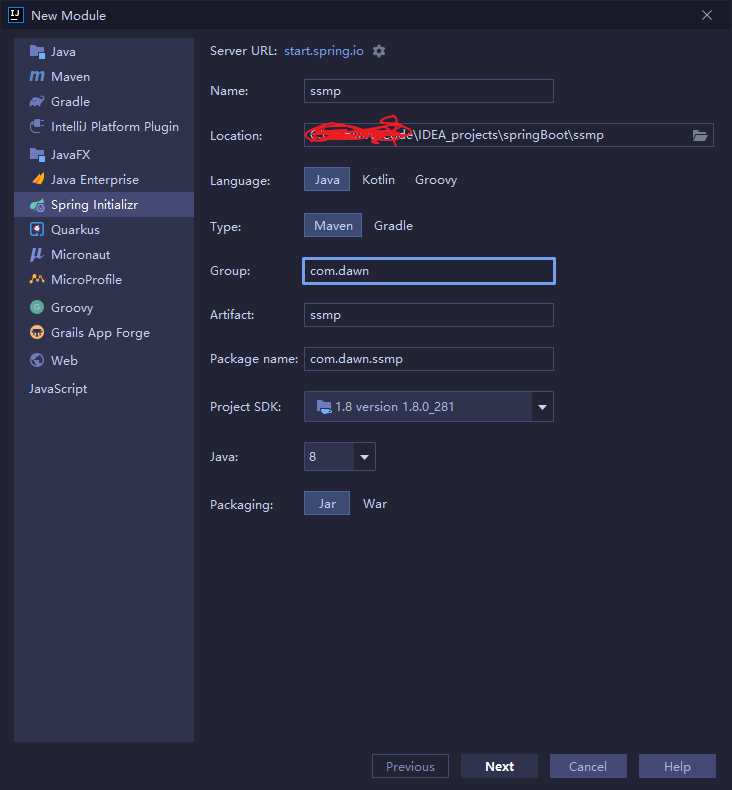 New Module
Java
Maven
Gradle
IntelliJ Platform Plugin
JavaFX
Java Enterprise
Spring Initializr
Quarkus
Micronaut
MicroProfile
Groovy
Grails App Forge
Web
JavaScript
Server URL: start.spring.io
Name: ssmp
Location: \IDEA_projects\springBoot\ssmp
Language: Java Kotlin Groovy
Type: Maven Gradle
Group: com.dawn
Artifact: ssmp
Package name: com.dawn.ssmp
Project SDK: 1.8 version 1.8.0_281
Java: 8
Packaging: Jar War
Previous Next Cancel Help